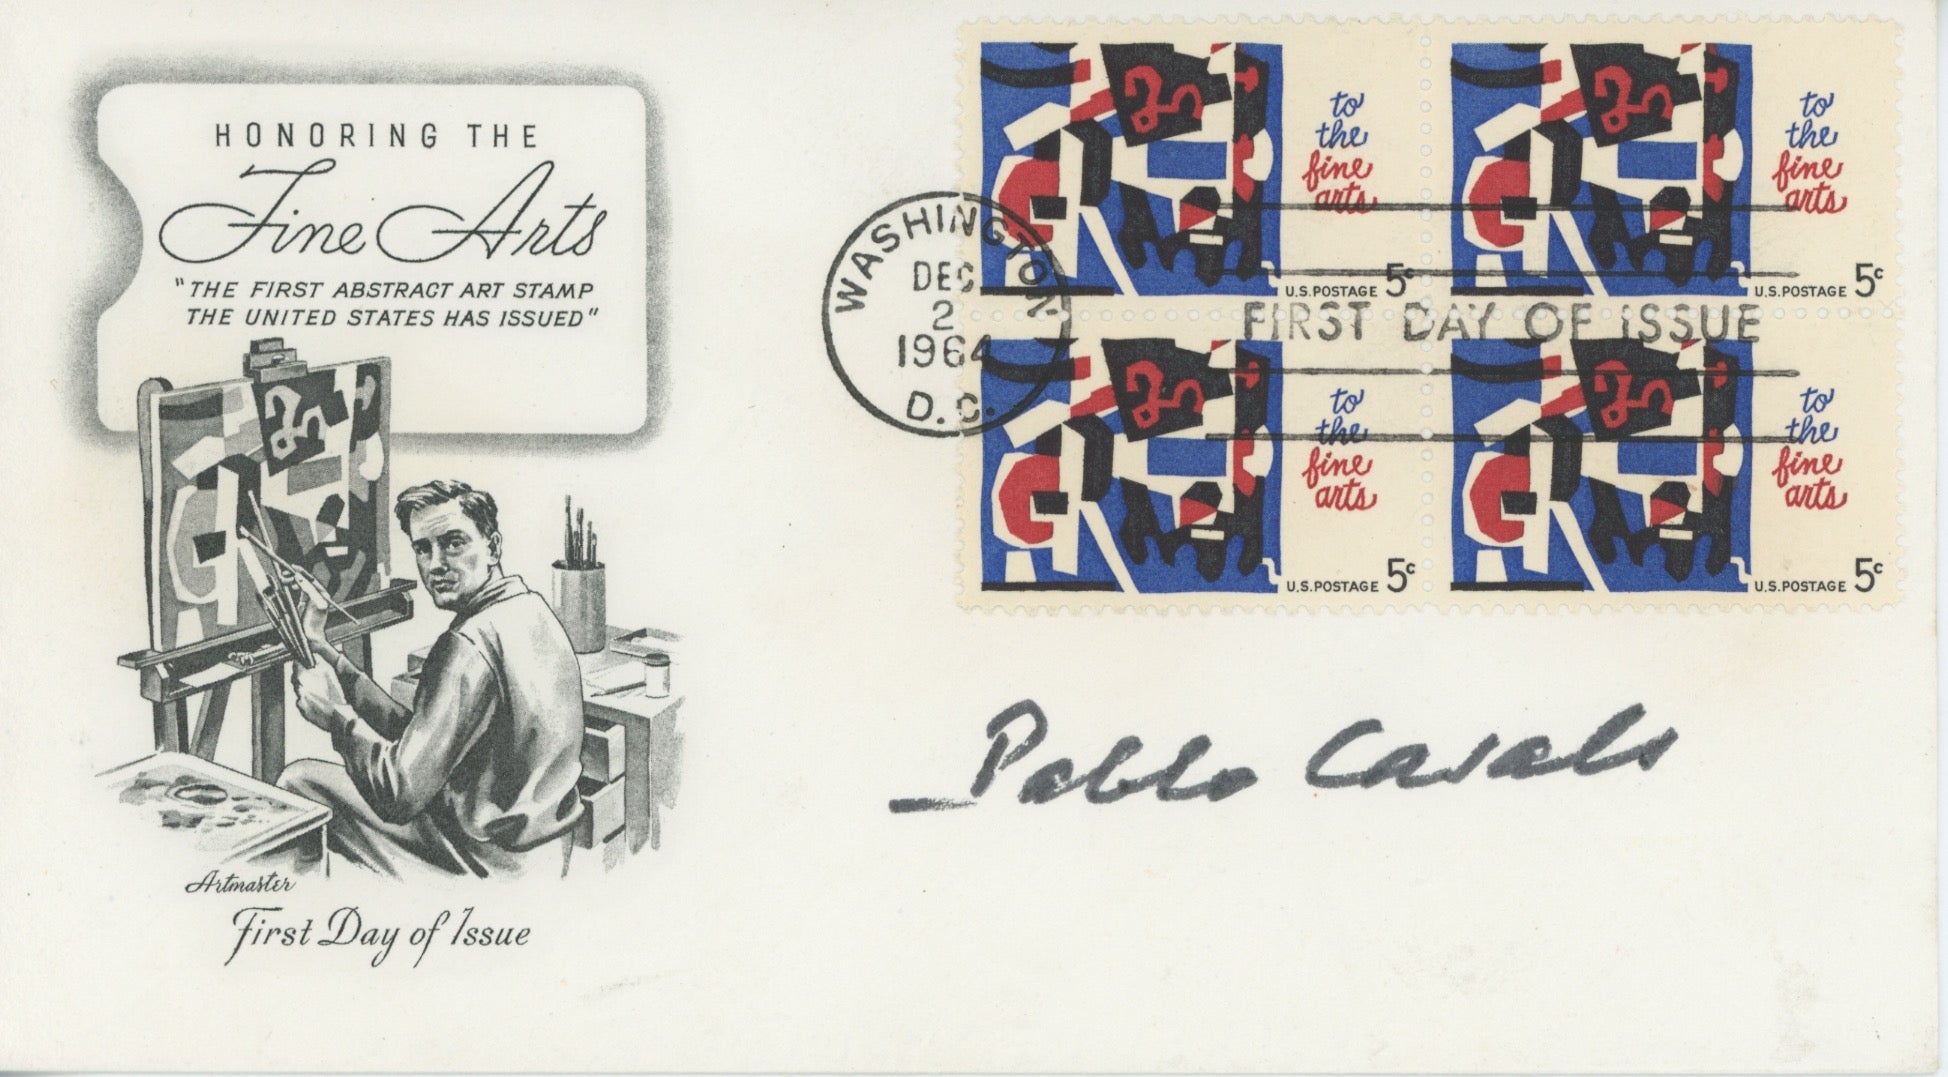 HONORING THE
Fine Arts
"THE FIRST ABSTRACT ART STAMP
THE UNITED STATES HAS ISSUED"
Artmaster
First Day of Issue
WASHINGTON
DEC
2
1964
D.C.
to
the
fine
arts
U.S.POSTAGE 5c
to
the
fine
arts
U.S.POSTAGE 5c
FIRST DAY OF ISSUE
to
the
fine
arts
U.S.POSTAGE 5c
to
the
fine
arts
U.S.POSTAGE 5c
Pablo Casals